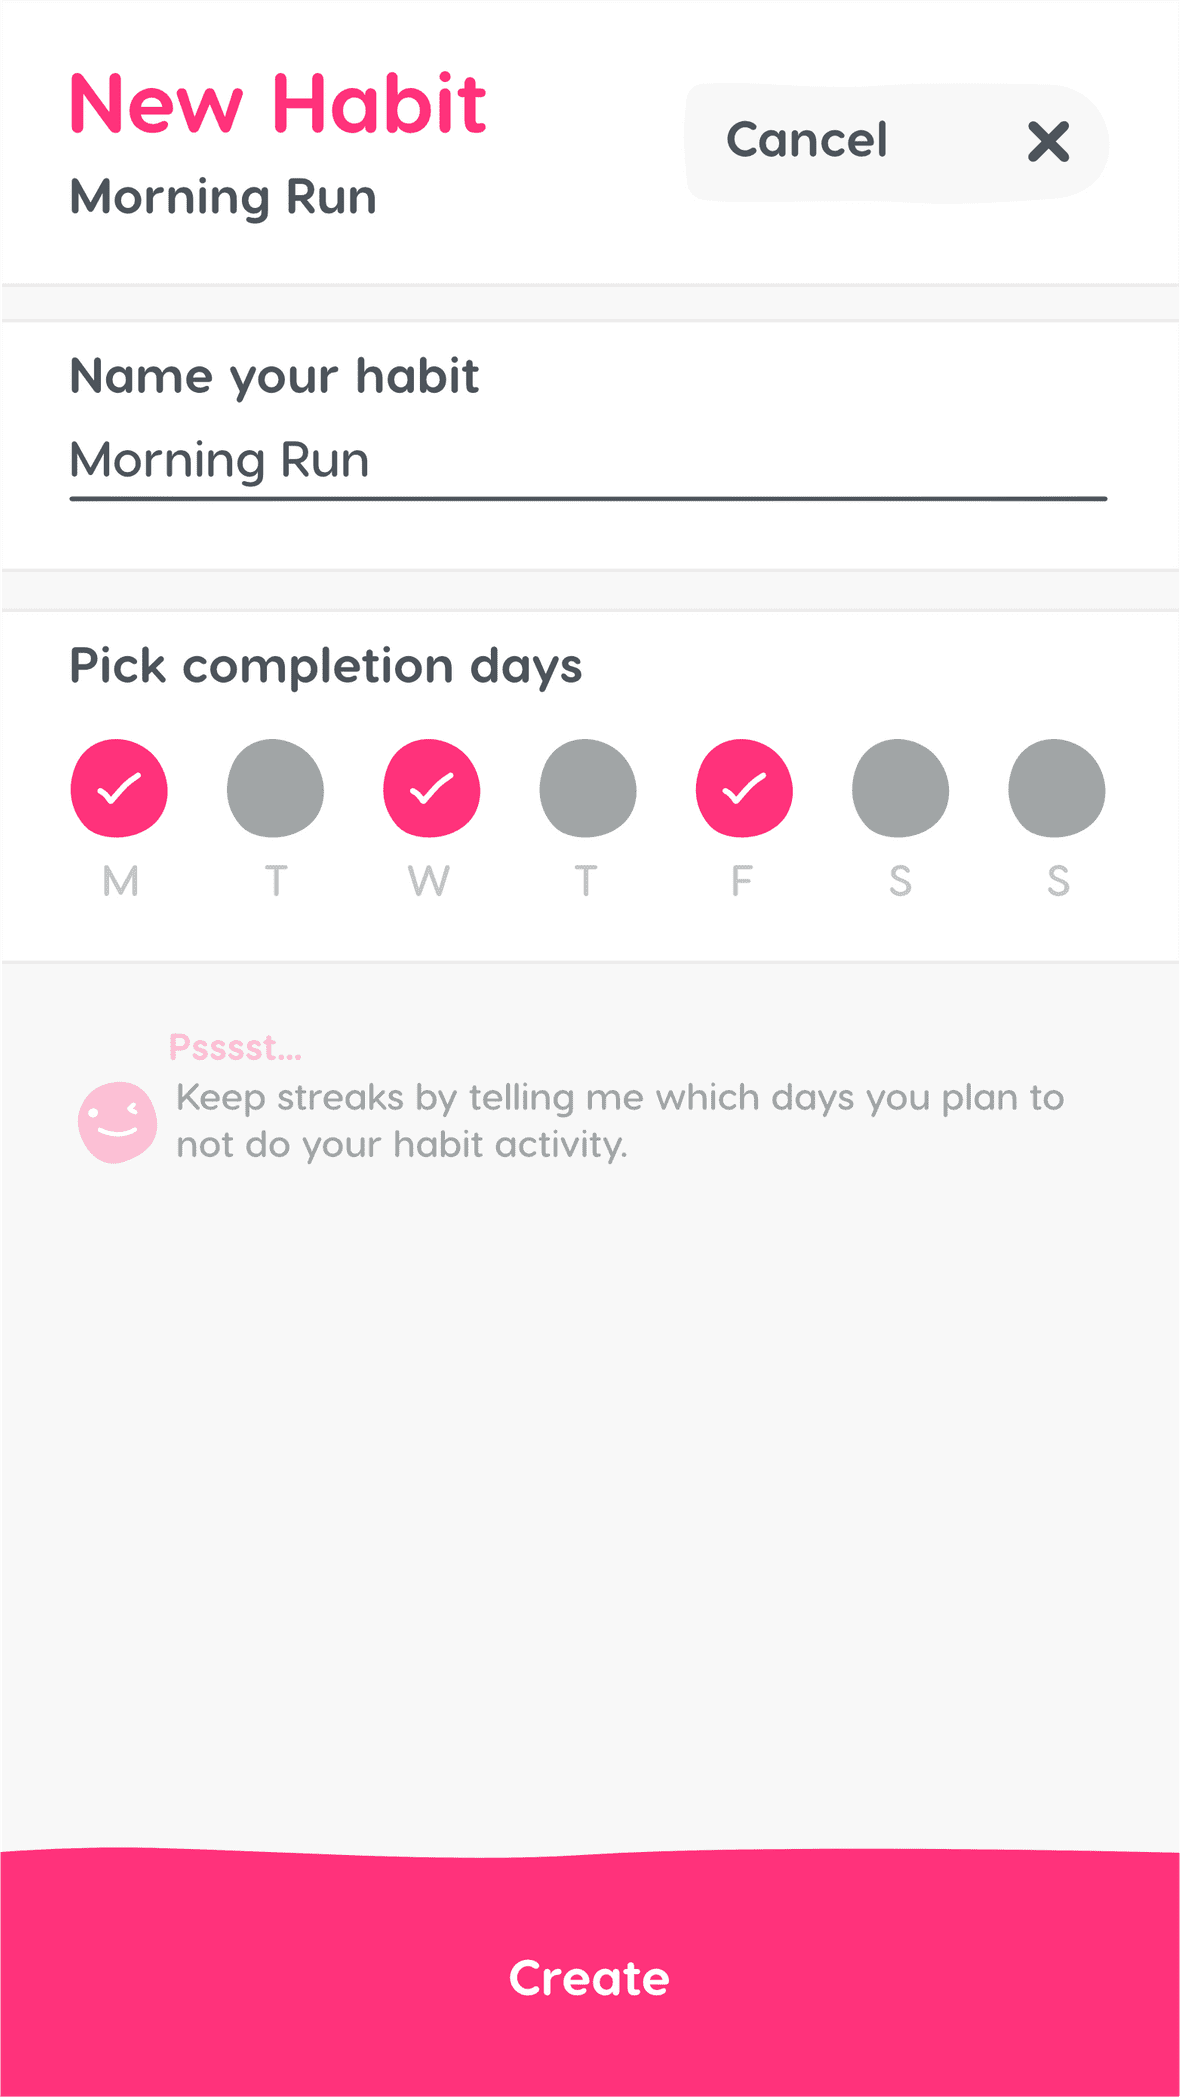 New Habit
Cancel
Morning Run
Name your habit
Morning Run
Pick completion days
M T W T F S S
Psssst...
Keep streaks by telling me which days you plan to
not do your habit activity.
Create